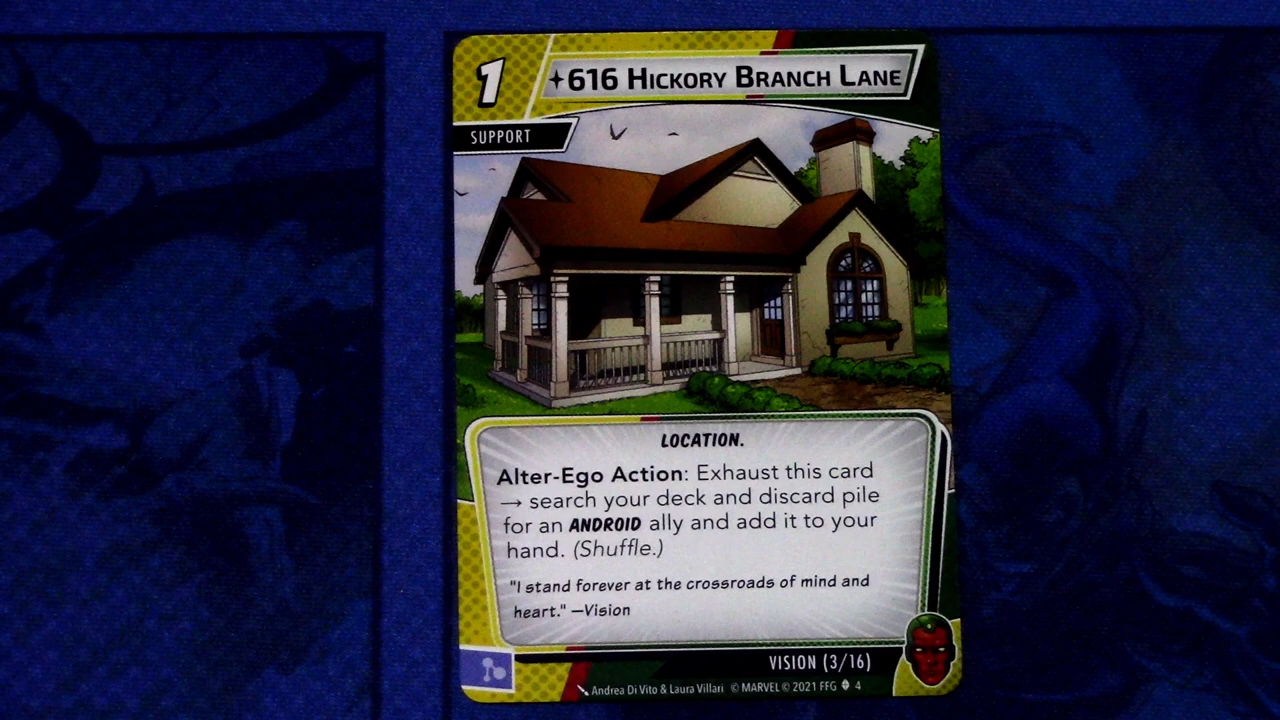 1
616 HICKORY BRANCH LANE
SUPPORT
LOCATION.
Alter-Ego Action: Exhaust this card
→ search your deck and discard pile
for an ANDROID ally and add it to your
hand. (Shuffle.)
"I stand forever at the crossroads of mind and
heart." —Vision
VISION (3/16)
Andrea Di Vito & Laura Villari © MARVEL © 2021 FFG 4